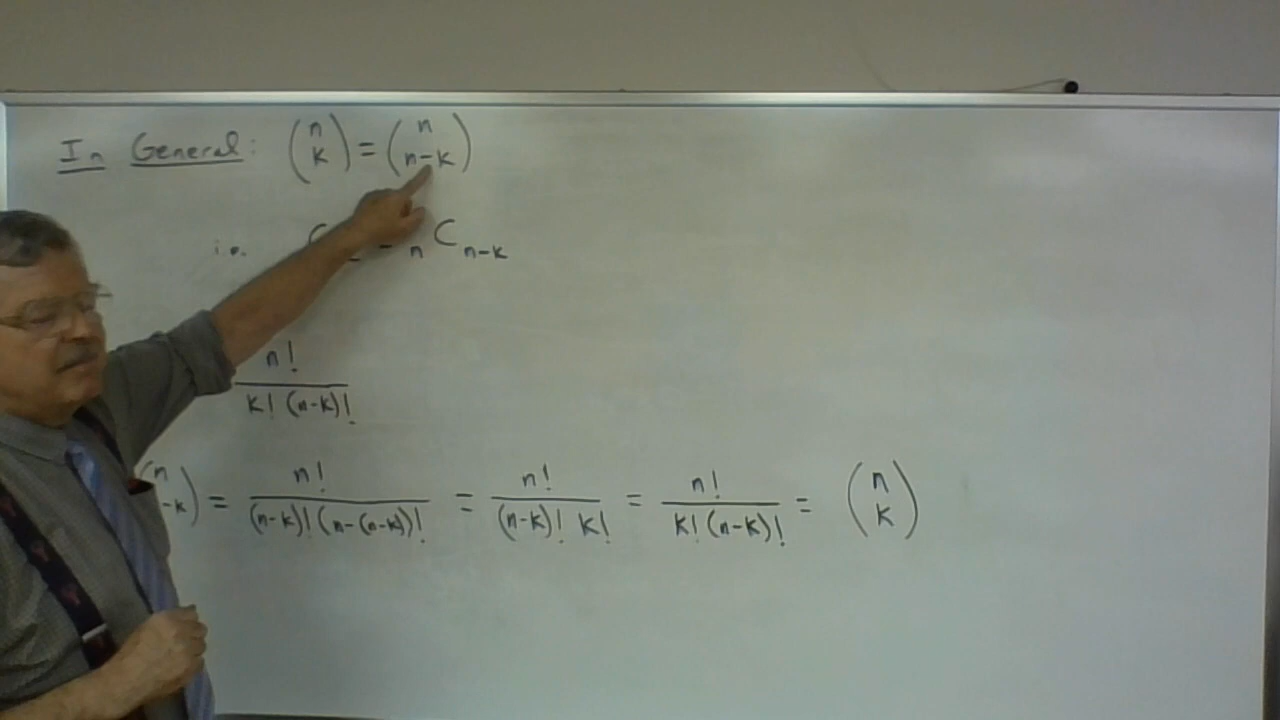 In General: (n k) = (n n-k)
i.e. C = n C n-k
n! / k! (n-k)!
(n -k) = n! / (n-k)! (n-(n-k))! = n! / (n-k)! k! = n! / k! (n-k)! = (n k)